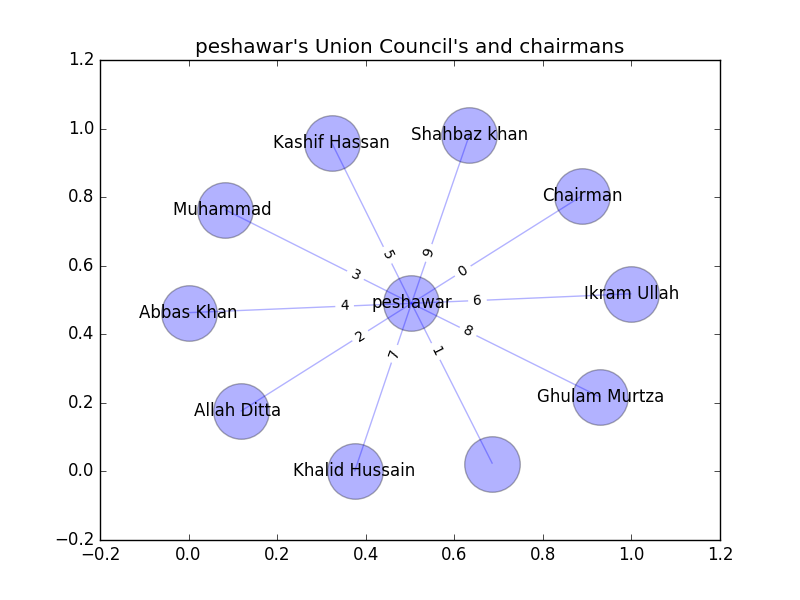 peshawar's Union Council's and chairmans
1.2
1.0
0.8
0.6
0.4
0.2
0.0
−0.2
Shahbaz khan
Kashif Hassan
Chairman
Muhammad
5
9
0
3
Ikram Ullah
peshawar
6
Abbas Khan
4
2
8
7
1
Ghulam Murtza
Allah Ditta
Khalid Hussain
−0.2 0.0 0.2 0.4 0.6 0.8 1.0 1.2